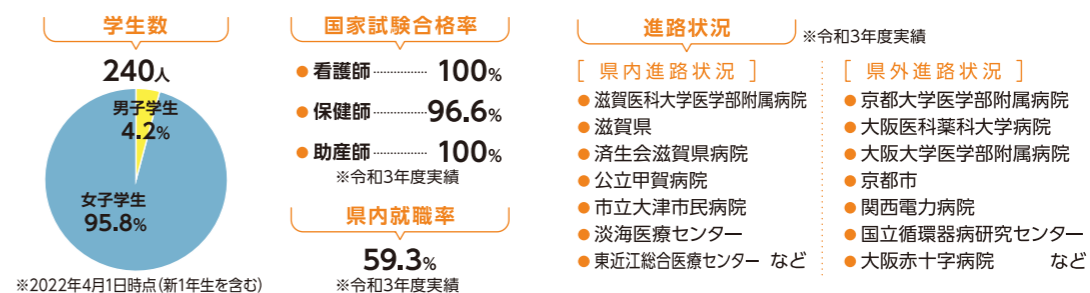 学生数
240人
男子学生
4.2%
女子学生
95.8%
※2022年4月1日時点(新1年生を含む)
国家試験合格率
●看護師 100%
●保健師 96.6%
●助産師 100%
※令和3年度実績
県内就職率
59.3%
※令和3年度実績
進路状況
※令和3年度実績
[ 県内進路状況 ]
●滋賀医科大学医学部附属病院
●滋賀県
●済生会滋賀県病院
●公立甲賀病院
●市立大津市民病院
●淡海医療センター
●東近江総合医療センター など
[ 県外進路状況 ]
●京都大学医学部附属病院
●大阪医科薬科大学病院
●大阪大学医学部附属病院
●京都市
●関西電力病院
●国立循環器病研究センター
●大阪赤十字病院 など